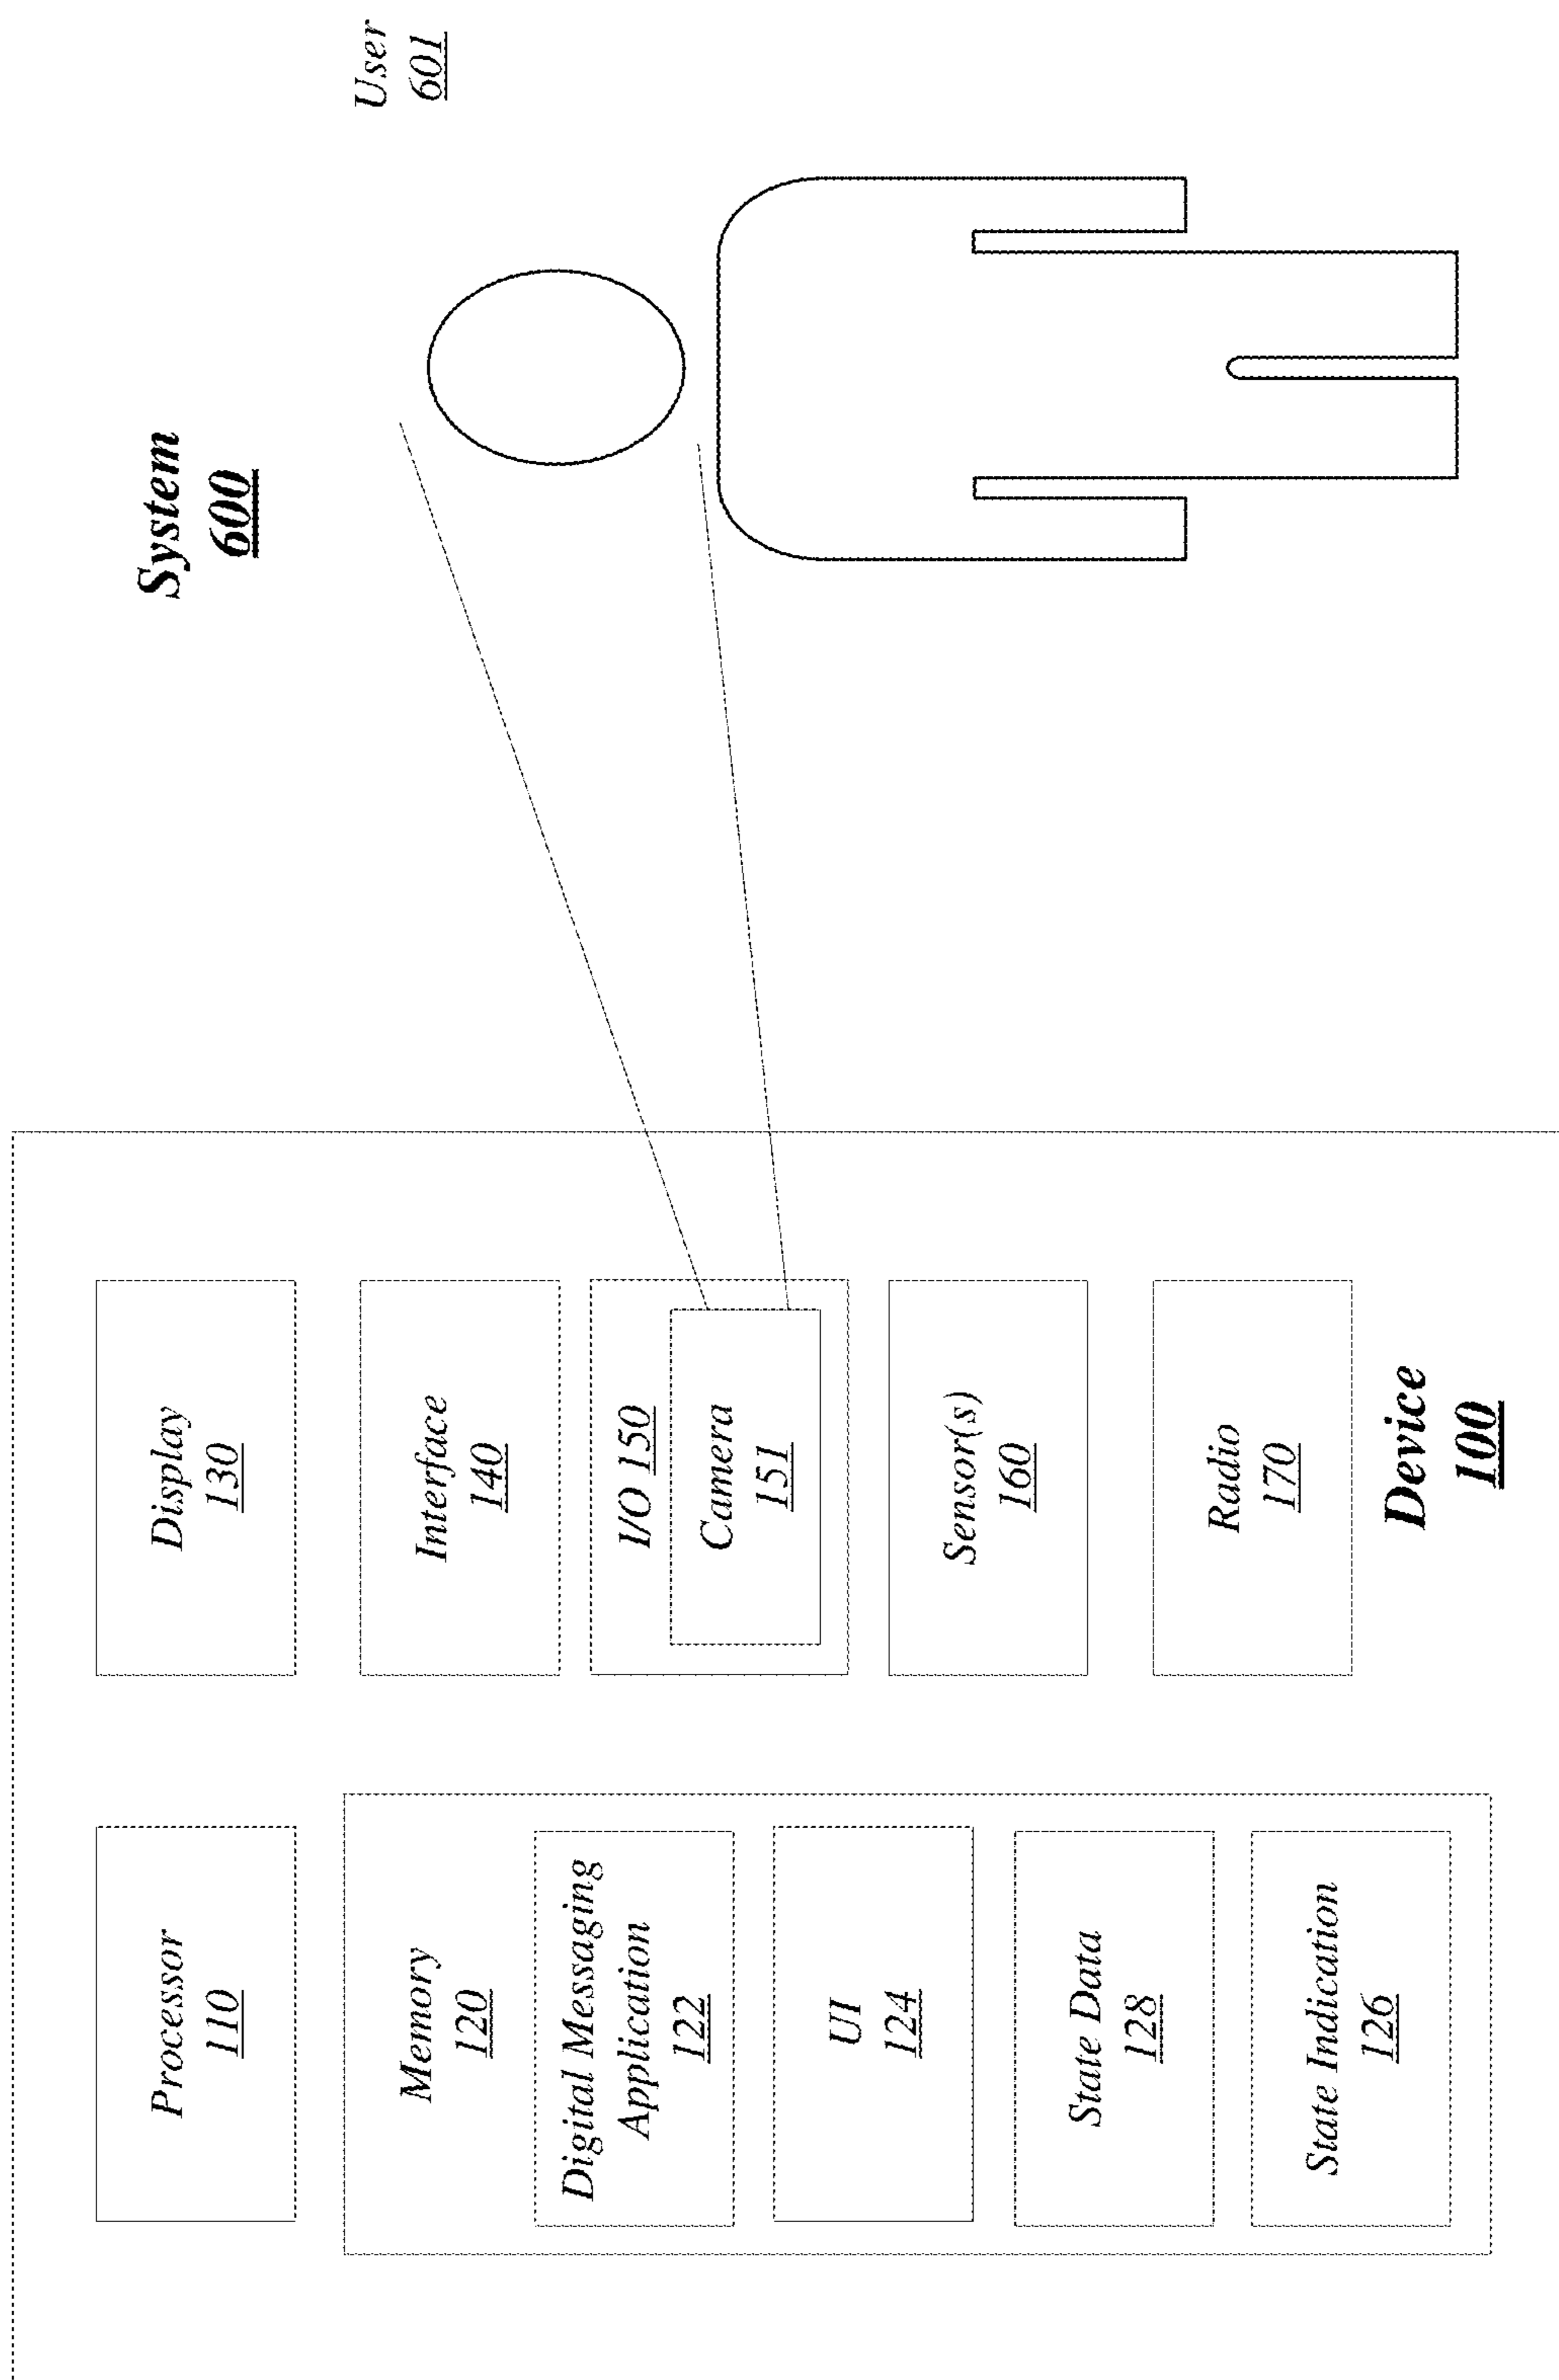 System
600
User
601
Processor
110
Memory
120
Digital Messaging
Application
122
UI
124
State Data
128
State Indication
126
Display
130
Interface
140
I/O 150
Camera
151
Sensor(s)
160
Radio
170
Device
100